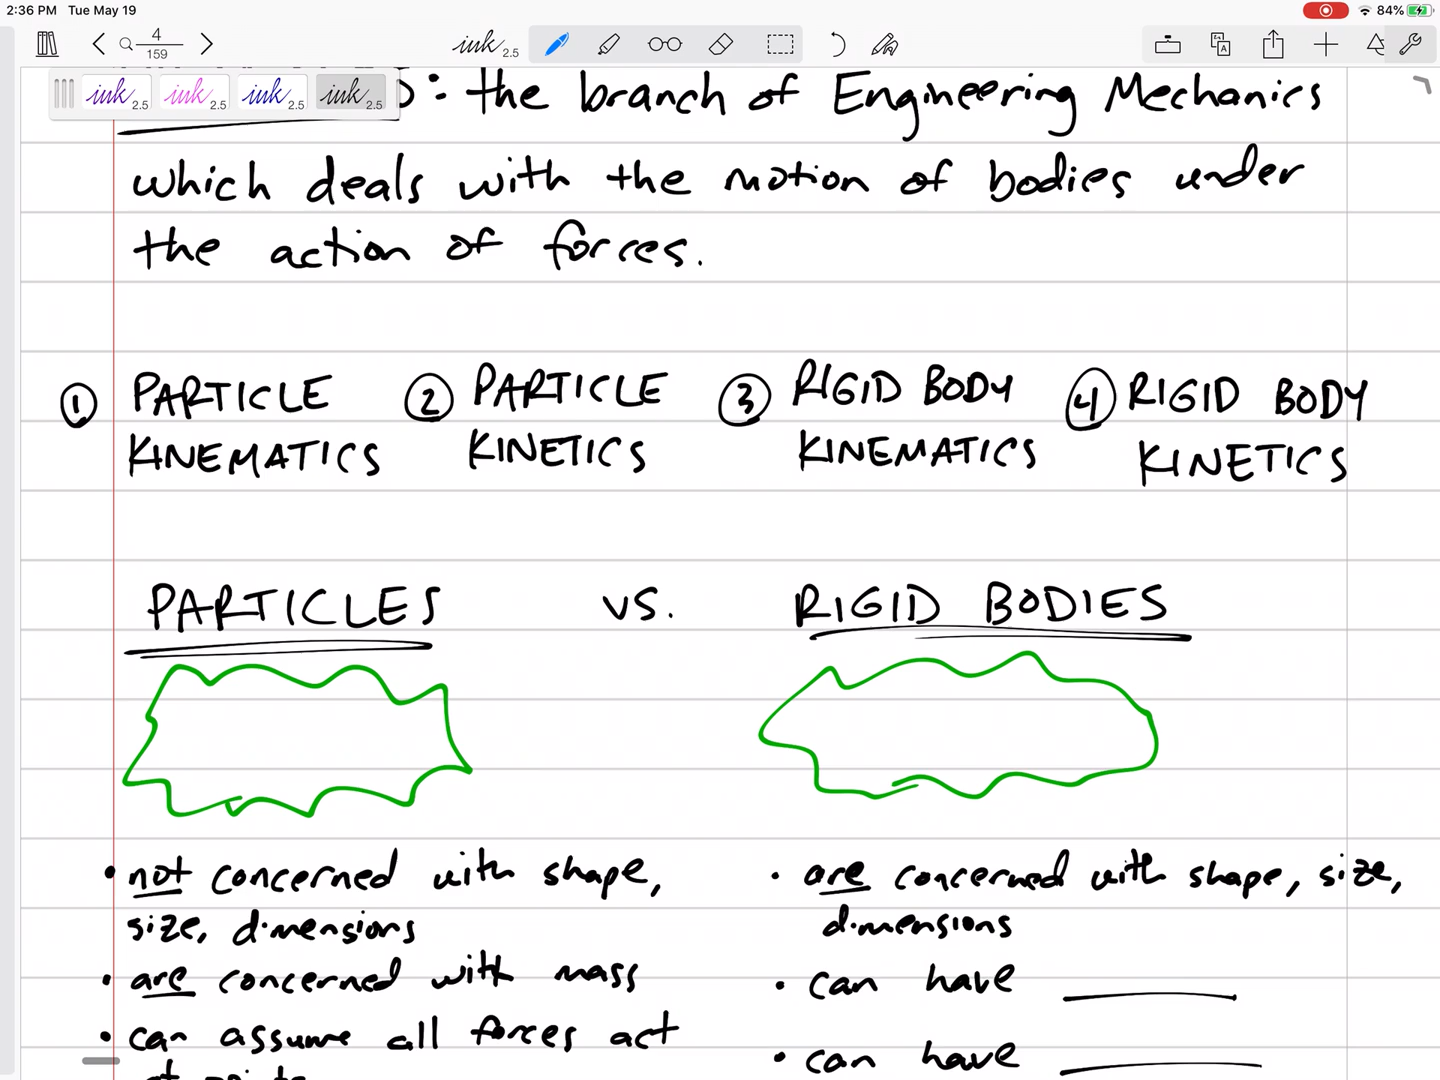 2:36 PM Tue May 19
84%
4
159
ink 2.5
ink 2.5 ink 2.5 ink 2.5 ink 2.5
: the branch of Engineering Mechanics
which deals with the motion of bodies under
the action of forces.
1 PARTICLE KINEMATICS
2 PARTICLE KINETICS
3 RIGID BODY KINEMATICS
4 RIGID BODY KINETICS
PARTICLES vs. RIGID BODIES
• not concerned with shape,
size, dimensions
• are concerned with mass
• can assume all forces act
• are concerned with shape, size,
dimensions
• can have
• can have